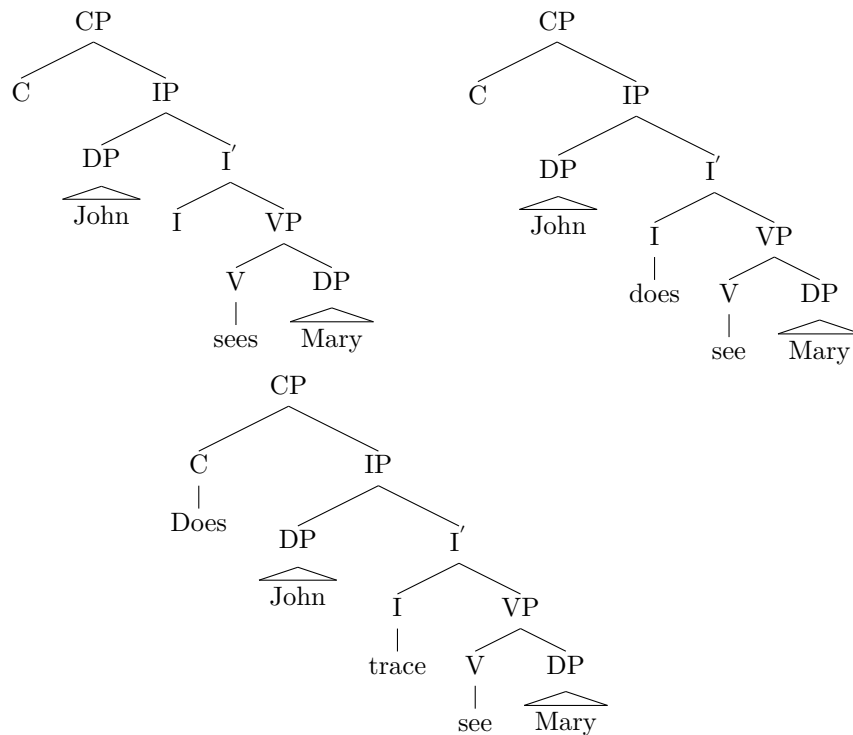 CP
C IP
DP I′
John I VP
V DP
sees Mary
CP
C IP
DP I′
John I VP
does V DP
see Mary
CP
C IP
Does DP I′
John I VP
trace V DP
see Mary